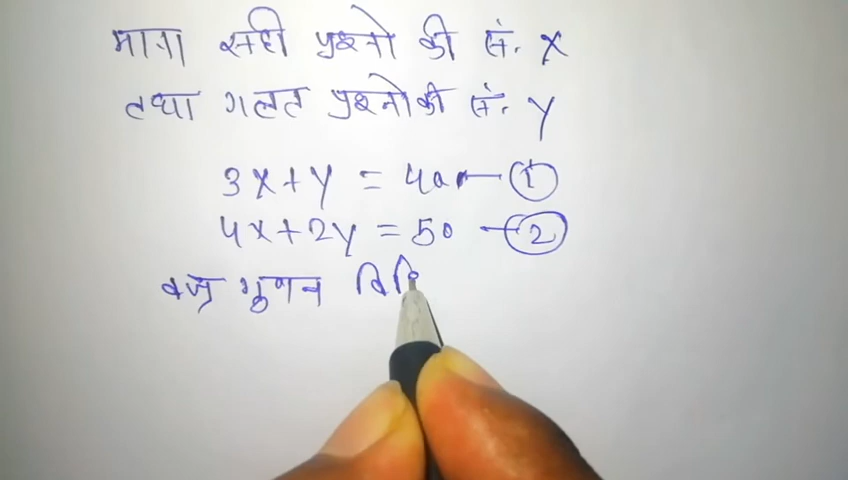 माना सही प्रश्नो की सं. x
तथा गलत प्रश्नो की सं. y
3x+y = 40 — 1
4x+2y = 50 — 2
वज्र गुणन वि